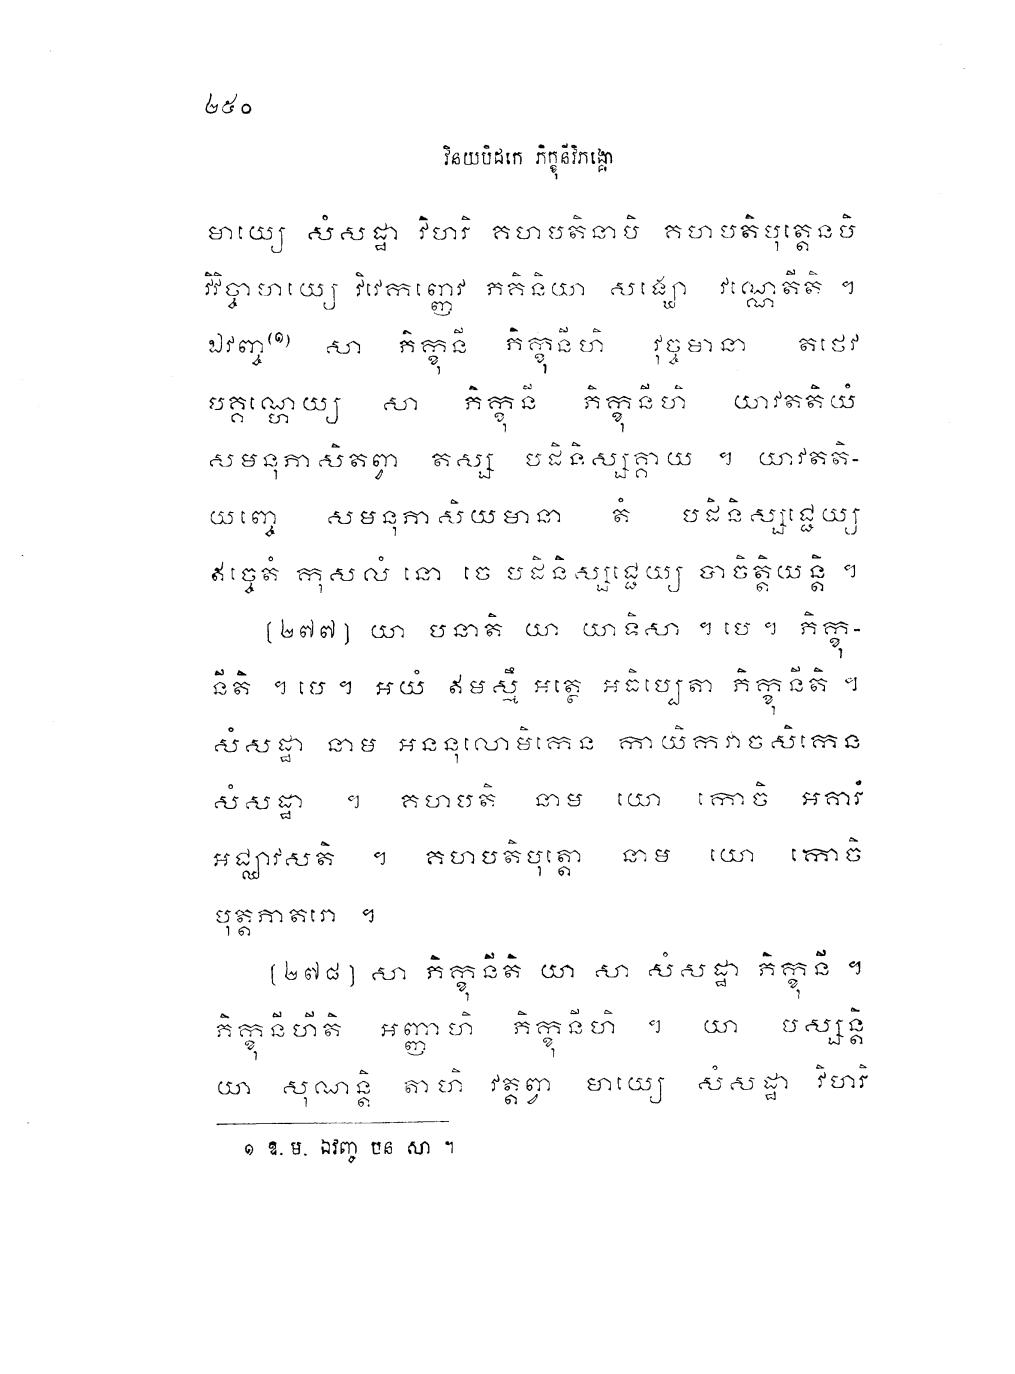 ២៥០
វិនយបិដកេ ភិក្ខុនីវិភង្គោ
មាយ្យេ សំសដ្ឋា វិហរិ គហបតិនាបិ គហបតិបុត្តេនបិ
វិវិច្ចាហយ្យេ វិវេកញ្ញេវ ភគិនិយា សង្ឃោ វណ្ណេតីតិ ។
ឯវញ្ច(១) សា ភិក្ខុនី ភិក្ខុនីហិ វុច្ចមានា តថេវ
បគ្គណ្ហេយ្យ សា ភិក្ខុនី ភិក្ខុនីហិ យាវតតិយំ
សមនុភាសិតព្វា តស្ស បដិនិស្សគ្គាយ ។ យាវតតិ-
យញ្ចេ សមនុភាសិយមានា តំ បដិនិស្សជ្ជេយ្យ
ឥច្ចេតំ កុសលំ នោ ចេ បដិនិស្សជ្ជេយ្យ បាចិត្តិយន្តិ ។
(២៧៧) យា បនាតិ យា យាទិសា ។ បេ ។ ភិក្ខុ-
នីតិ ។ បេ ។ អយំ ឥមស្មឹ អត្ថេ អធិប្បេតា ភិក្ខុនីតិ ។
សំសដ្ឋា នាម អននុលោមិកេន កាយិកវាចសិកេន
សំសដ្ឋា ។ គហបតិ នាម យោ កោចិ អគារំ
អជ្ឈាវសតិ ។ គហបតិបុត្តោ នាម យោ កោចិ
បុត្តភាតរោ ។
(២៧៨) សា ភិក្ខុនីតិ យា សា សំសដ្ឋា ភិក្ខុនី ។
ភិក្ខុនីហីតិ អញ្ញាហិ ភិក្ខុនីហិ ។ យា បស្សន្តិ
យា សុណន្តិ តាហិ វត្តព្វា មាយ្យេ សំសដ្ឋា វិហរិ
១ ឱ. ម. ឯវញ្ច បន សា ។